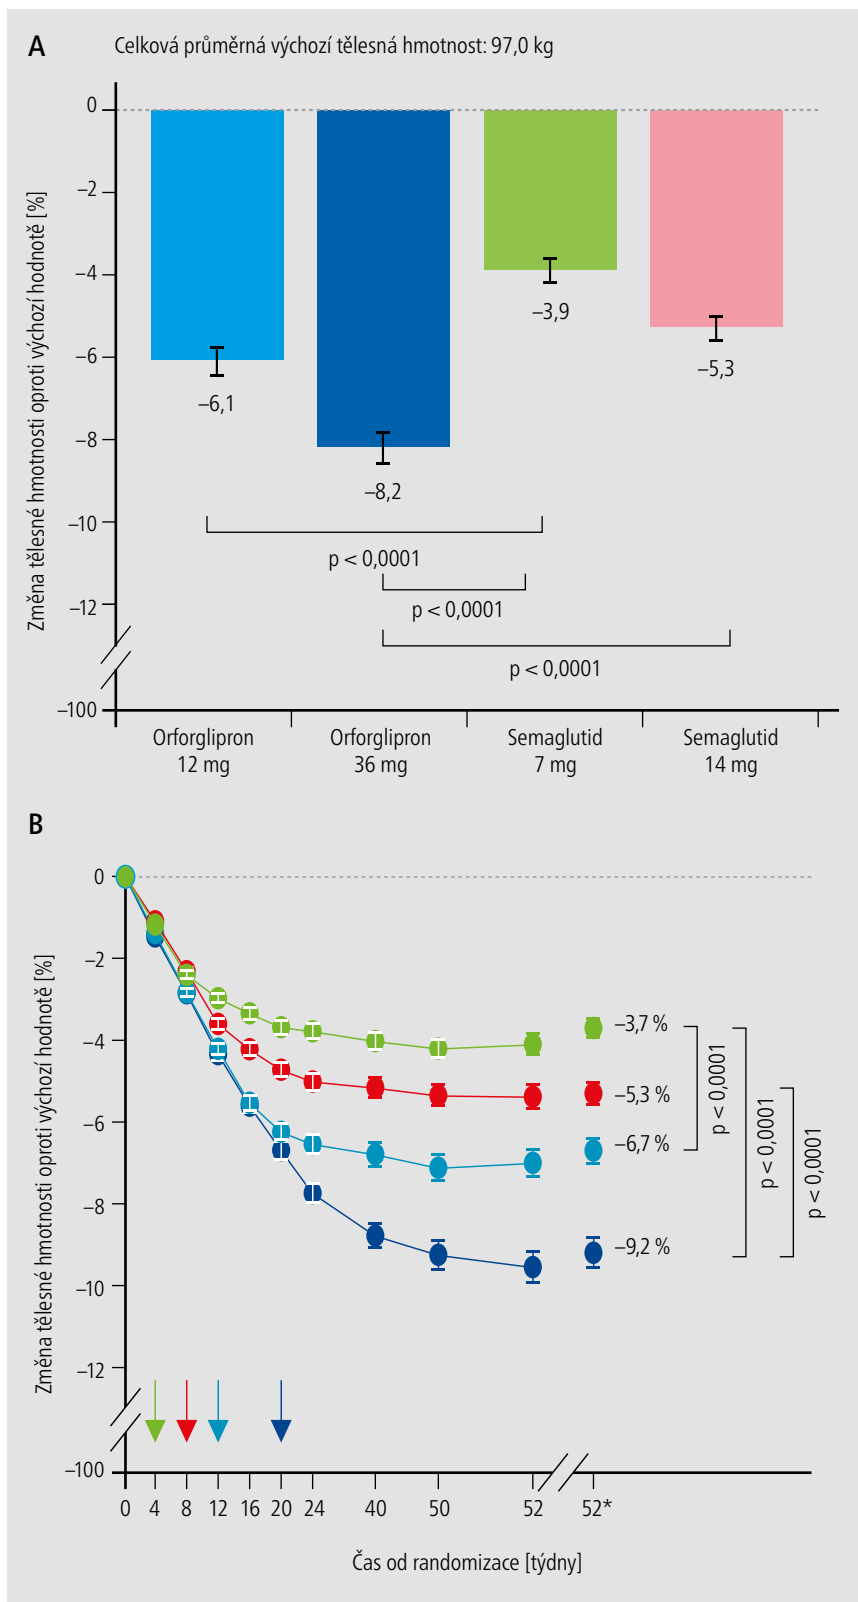 A
Celková průměrná výchozí tělesná hmotnost: 97,0 kg
Změna tělesné hmotnosti oproti výchozí hodnotě [%]
0
–2
–4
–6
–8
–10
–12
–100
–6,1
–8,2
–3,9
–5,3
p < 0,0001
p < 0,0001
p < 0,0001
Orforglipron
12 mg
Orforglipron
36 mg
Semaglutid
7 mg
Semaglutid
14 mg
B
Změna tělesné hmotnosti oproti výchozí hodnotě [%]
0
–2
–4
–6
–8
–10
–12
–100
–3,7 %
–5,3 %
–6,7 %
–9,2 %
p < 0,0001
p < 0,0001
p < 0,0001
0 4 8 12 16 20 24 40 50 52 52*
Čas od randomizace [týdny]